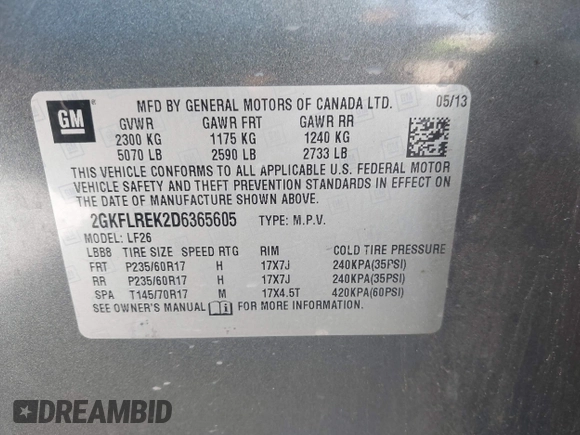 GM
MFD BY GENERAL MOTORS OF CANADA LTD. 05/13
GVWR GAWR FRT GAWR RR
2300 KG 1175 KG 1240 KG
5070 LB 2590 LB 2733 LB
THIS VEHICLE CONFORMS TO ALL APPLICABLE U.S. FEDERAL MOTOR
VEHICLE SAFETY AND THEFT PREVENTION STANDARDS IN EFFECT ON
THE DATE OF MANUFACTURE SHOWN ABOVE.
2GKFLREK2D6365605 TYPE: M.P.V.
MODEL: LF26
LBB8 TIRE SIZE SPEED RTG RIM COLD TIRE PRESSURE
FRT P235/60R17 H 17X7J 240KPA(35PSI)
RR P235/60R17 H 17X7J 240KPA(35PSI)
SPA T145/70R17 M 17X4.5T 420KPA(60PSI)
SEE OWNER'S MANUAL FOR MORE INFORMATION.
DREAMBID